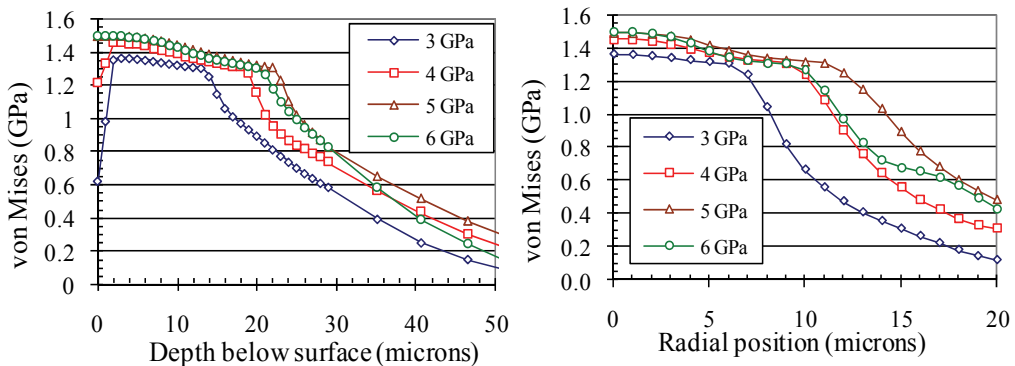 von Mises (GPa)
1.6
1.4
1.2
1
0.8
0.6
0.4
0.2
0
0 10 20 30 40 50
Depth below surface (microns)
3 GPa
4 GPa
5 GPa
6 GPa
von Mises (GPa)
1.6
1.4
1.2
1.0
0.8
0.6
0.4
0.2
0.0
0 5 10 15 20
Radial position (microns)
3 GPa
4 GPa
5 GPa
6 GPa